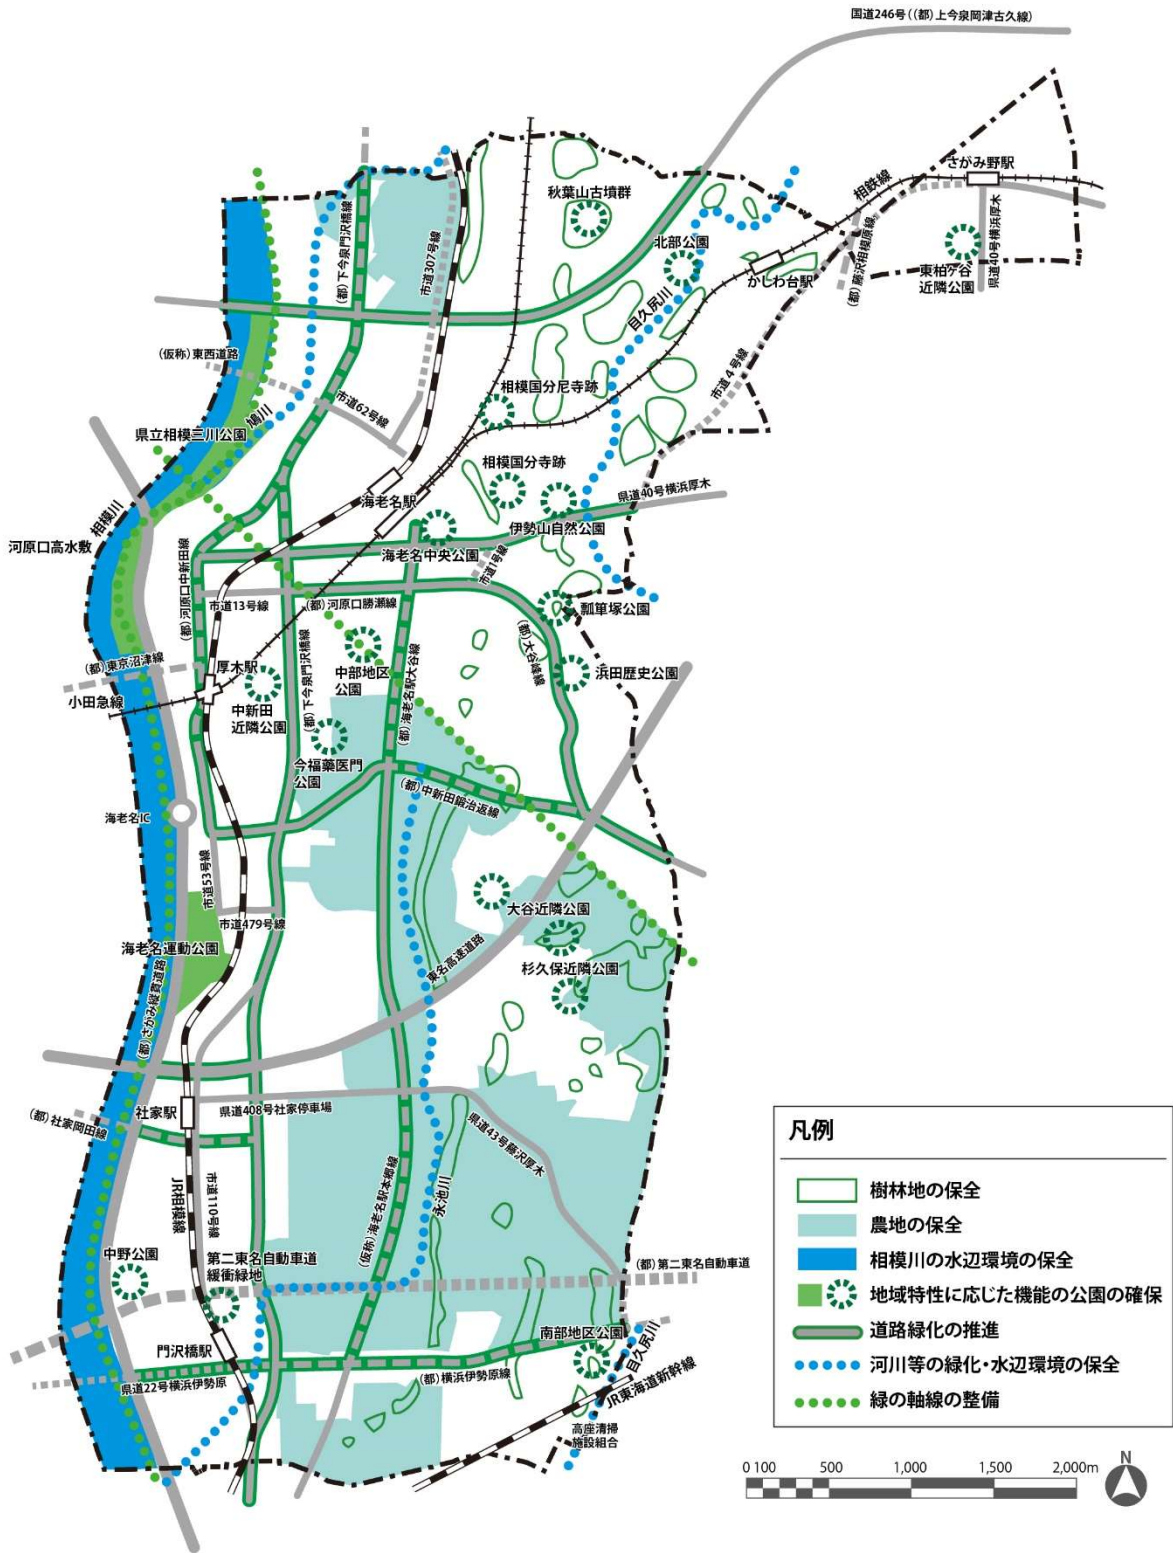 国道246号((都)上今泉岡津古久線)
さがみ野駅
相鉄線
秋葉山古墳群
(都)下今泉門沢橋線
市道307号線
北部公園
県道40号横浜厚木
(都)藤沢相模原線
東柏ヶ谷
近隣公園
かしわ台駅
目久尻川
(仮称)東西道路
市道4号線
相模国分尼寺跡
市道62号線
鳩川
県立相模三川公園
相模国分寺跡
海老名駅
県道40号横浜厚木
相模川
伊勢山自然公園
河原口高水敷
海老名中央公園
市道1号線
(都)河原口中新田線
市道13号線
(都)河原口勝瀬線
瓢箪塚公園
(都)大谷峰線
(都)東京沼津線
厚木駅
中部地区
公園
浜田歴史公園
小田急線
中新田
近隣公園
(都)下今泉門沢橋線
(都)海老名駅大谷線
今福薬医門
公園
(都)中新田鍛治返線
海老名IC
市道53号線
大谷近隣公園
市道479号線
海老名運動公園
東名高速道路
杉久保近隣公園
(都)さがみ縦貫道路
社家駅
県道408号社家停車場
(都)社家岡田線
県道43号藤沢厚木
JR相模線
市道110号線
(仮称)海老名駅本郷線
永池川
中野公園
第二東名自動車道
緩衝緑地
(都)第二東名自動車道
南部地区公園
目久尻川
門沢橋駅
県道22号横浜伊勢原
(都)横浜伊勢原線
JR東海道新幹線
高座清掃
施設組合
凡例
樹林地の保全
農地の保全
相模川の水辺環境の保全
地域特性に応じた機能の公園の確保
道路緑化の推進
河川等の緑化・水辺環境の保全
緑の軸線の整備
0 100 500 1,000 1,500 2,000m
N